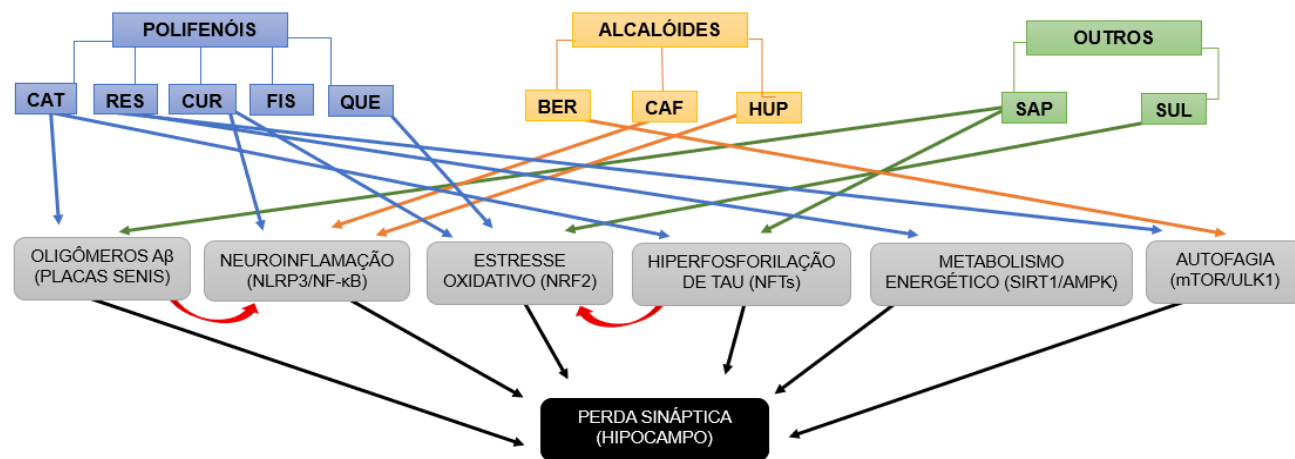 POLIFENÓIS
ALCALÓIDES
OUTROS
CAT
RES
CUR
FIS
QUE
BER
CAF
HUP
SAP
SUL
OLIGÔMEROS Aβ
(PLACAS SENIS)
NEUROINFLAMAÇÃO
(NLRP3/NF-κB)
ESTRESSE
OXIDATIVO (NRF2)
HIPERFOSFORILAÇÃO
DE TAU (NFTs)
METABOLISMO
ENERGÉTICO (SIRT1/AMPK)
AUTOFAGIA
(mTOR/ULK1)
PERDA SINÁPTICA
(HIPOCAMPO)